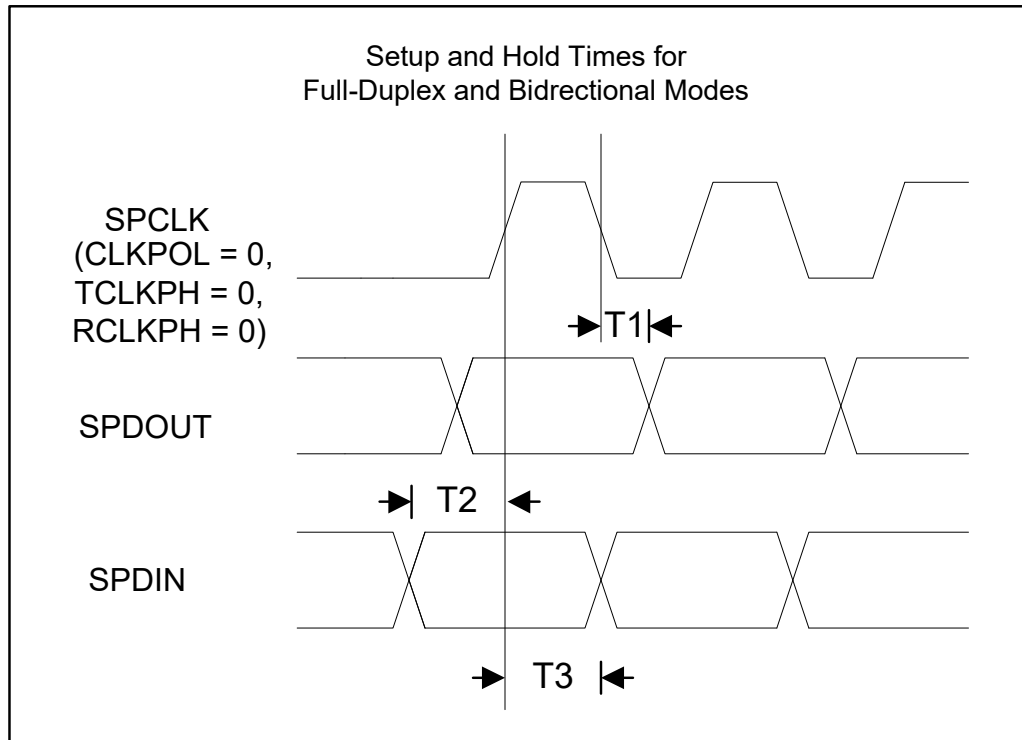 Setup and Hold Times for
Full-Duplex and Bidrectional Modes
SPCLK
(CLKPOL = 0,
TCLKPH = 0,
RCLKPH = 0)
T1
SPDOUT
T2
SPDIN
T3